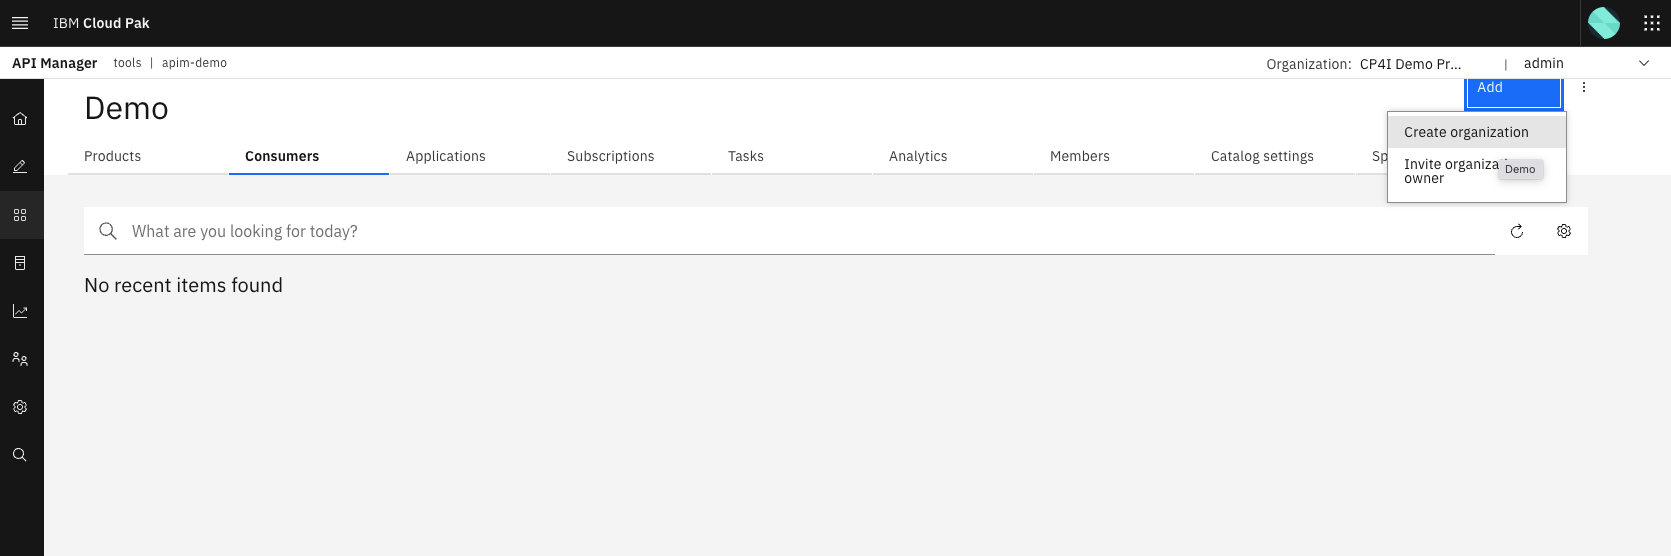 IBM Cloud Pak
API Manager tools | apim-demo Organization: CP4I Demo Pr... | admin
Add
Demo
Create organization
Products Consumers Applications Subscriptions Tasks Analytics Members Catalog settings
Invite
owner
Demo
What are you looking for today?
No recent items found